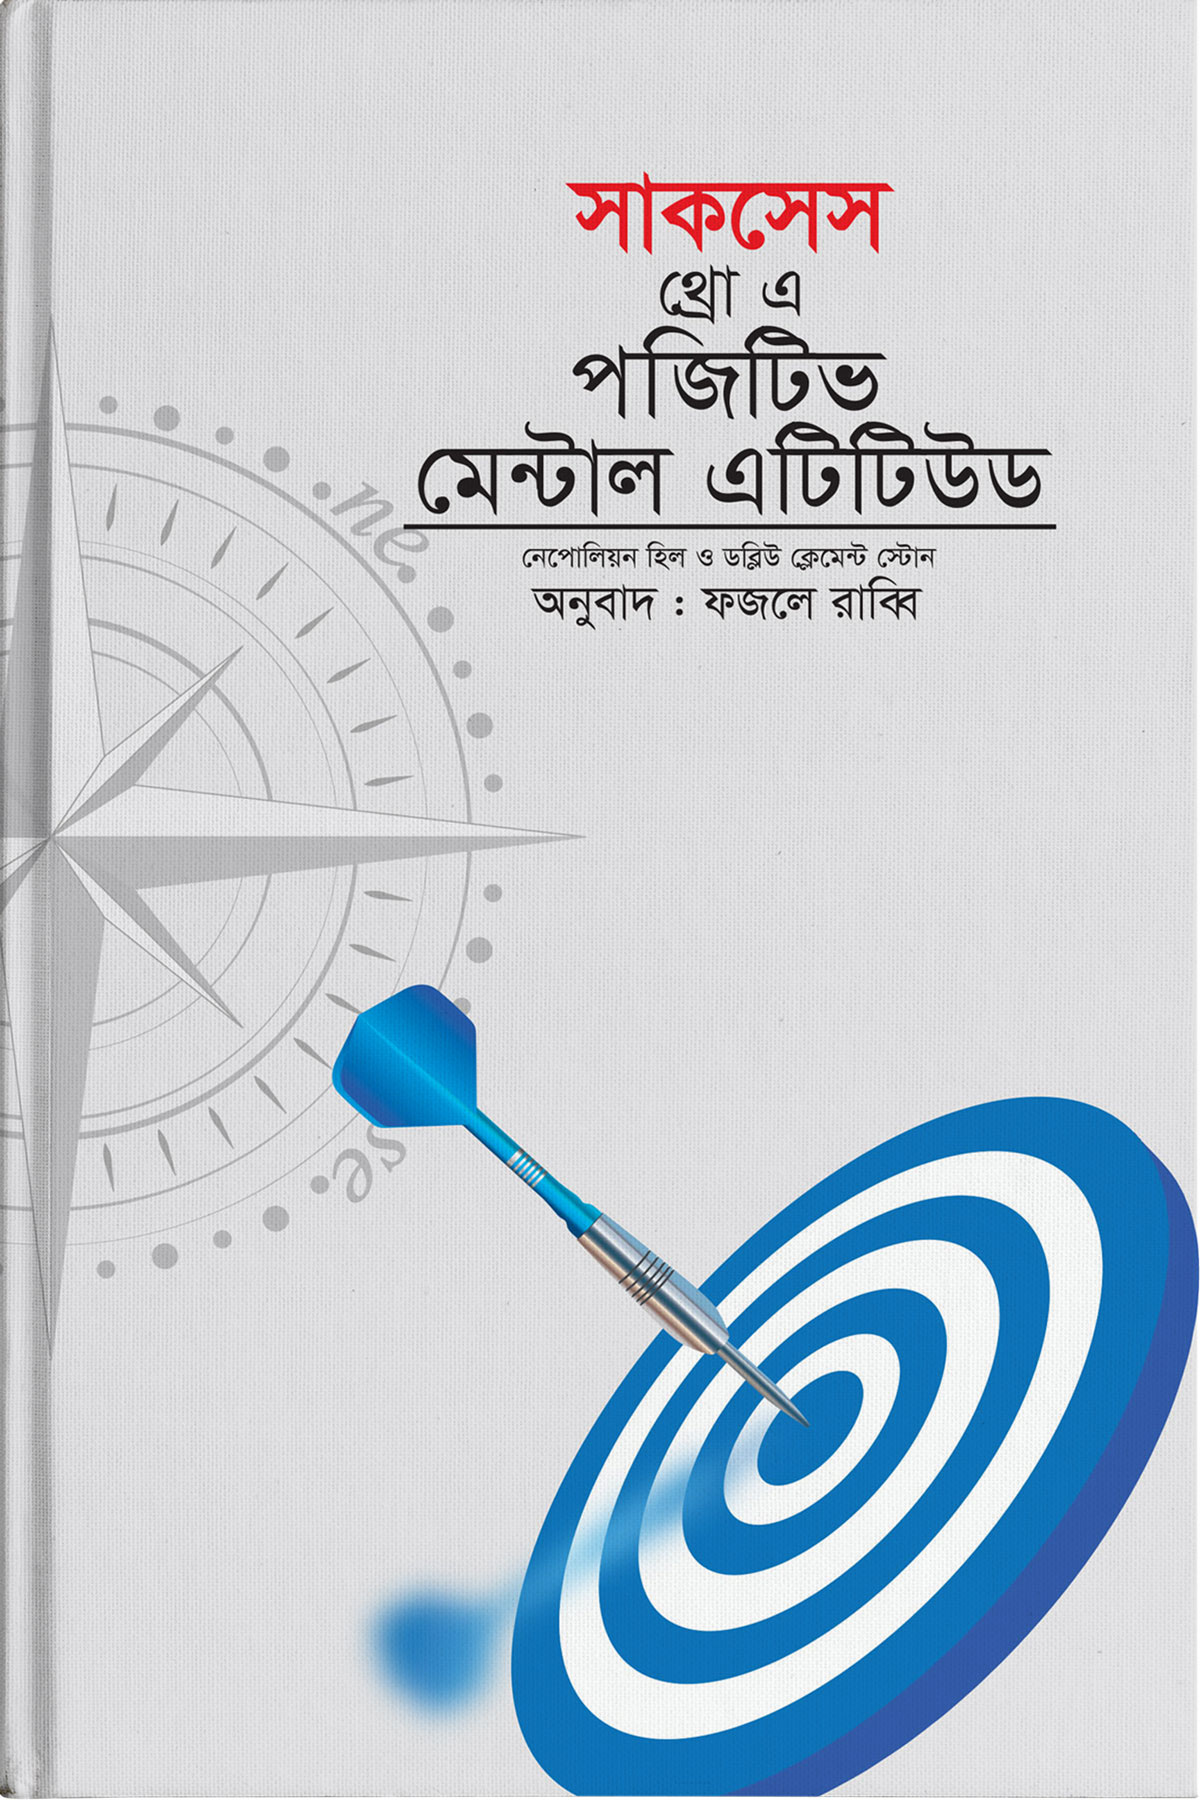 সাকসেস
থ্রো এ
পজিটিভ
মেন্টাল এটিটিউড
নেপোলিয়ন হিল ও ডব্লিউ ক্লেমেন্ট স্টোন
অনুবাদ : ফজলে রাব্বি
.ne.
se.